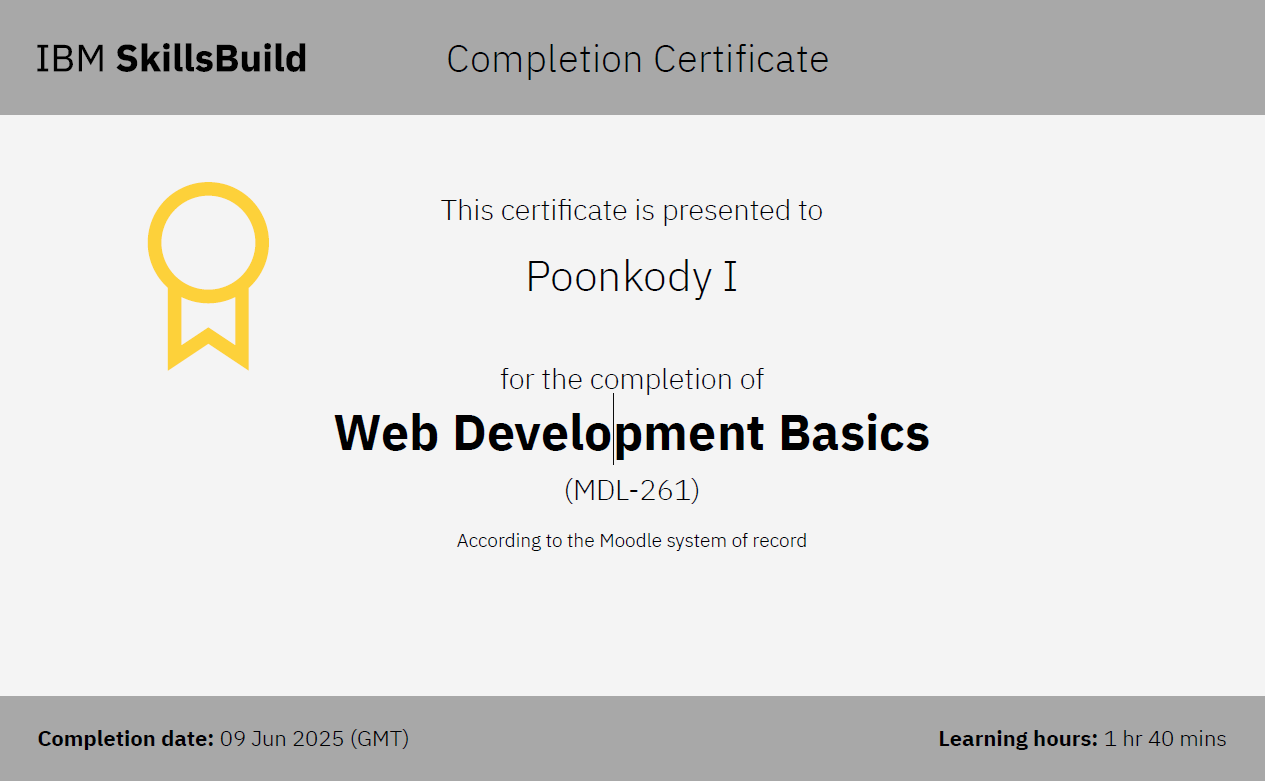 IBM SkillsBuild
Completion Certificate
This certificate is presented to
Poonkody I
for the completion of
Web Development Basics
(MDL-261)
According to the Moodle system of record
Completion date: 09 Jun 2025 (GMT)
Learning hours: 1 hr 40 mins